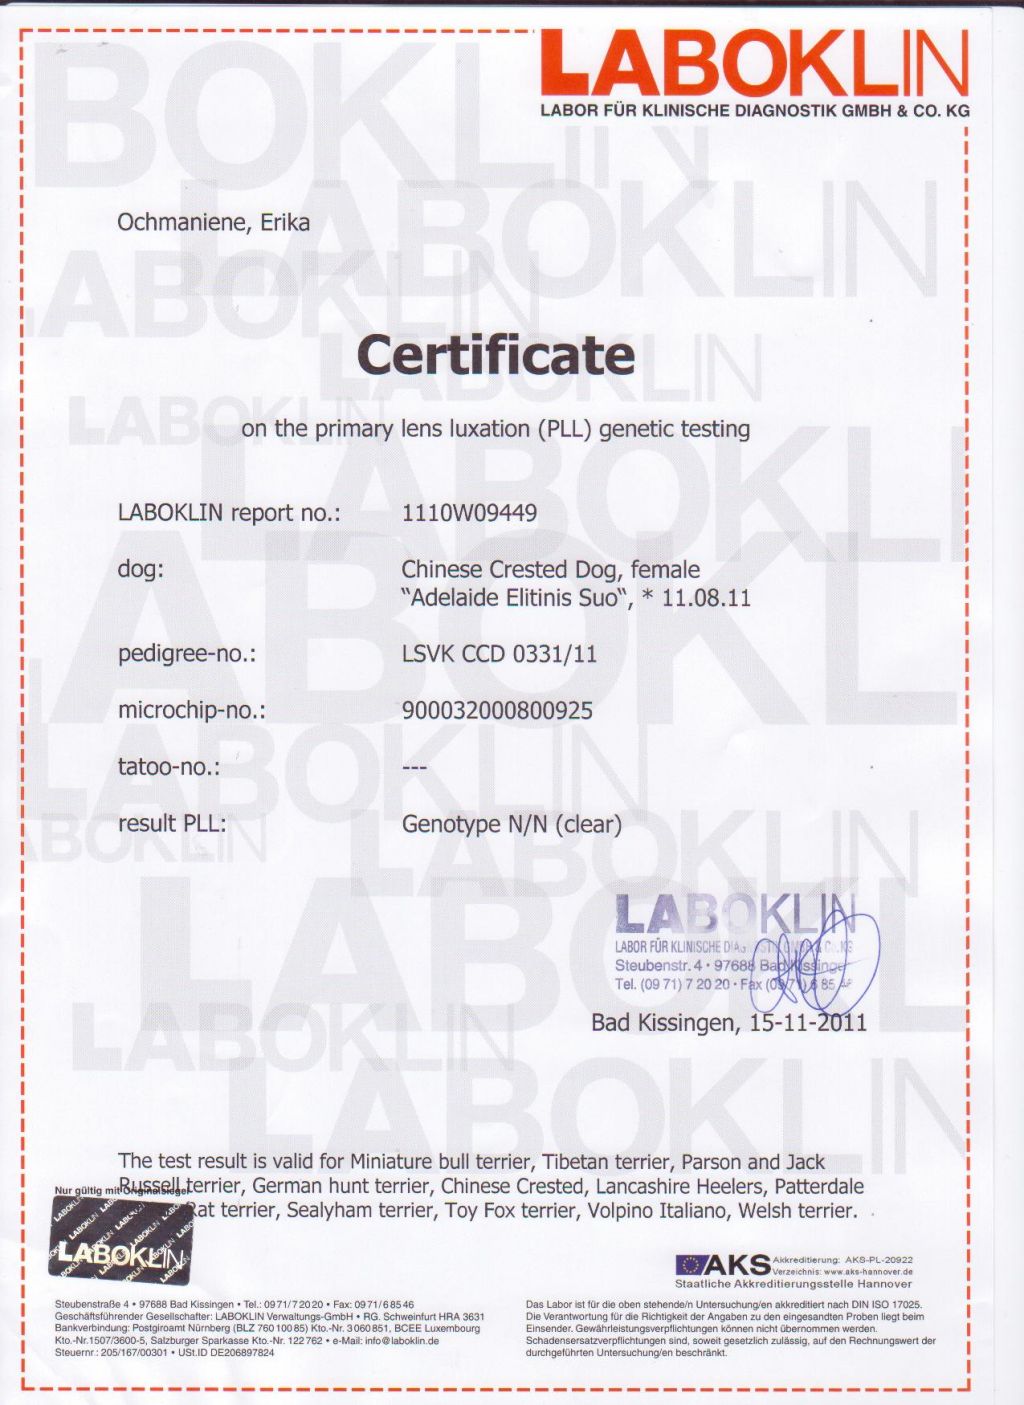 LABOKLIN
LABOR FÜR KLINISCHE DIAGNOSTIK GMBH & CO. KG
Ochmaniene, Erika
Certificate
on the primary lens luxation (PLL) genetic testing
LABOKLIN report no.: 1110W09449
dog: Chinese Crested Dog, female
“Adelaide Elitinis Suo“, * 11.08.11
pedigree-no.: LSVK CCD 0331/11
microchip-no.: 900032000800925
tatoo-no.: ---
result PLL: Genotype N/N (clear)
LABOKLIN
LABOR FÜR KLINISCHE
Steubenstr. 4 · 97688 Bad Kissingen
Tel. (09 71) 7 20 20 · Fax (09 71) 6 85
Bad Kissingen, 15-11-2011
The test result is valid for Miniature bull terrier, Tibetan terrier, Parson and Jack
Russell terrier, German hunt terrier, Chinese Crested, Lancashire Heelers, Patterdale
Rat terrier, Sealyham terrier, Toy Fox terrier, Volpino Italiano, Welsh terrier.
Nur gültig mit Originalsiegel
LABOKLIN
AKS Akkreditierung: AKS-PL-20922
Verzeichnis: www.aks-hannover.de
Staatliche Akkreditierungsstelle Hannover
Steubenstraße 4 • 97688 Bad Kissingen • Tel.: 0971/72020 • Fax: 0971/68546
Geschäftsführender Gesellschafter: LABOKLIN Verwaltungs-GmbH • RG. Schweinfurt HRA 3631
Bankverbindung: Postgiroamt Nürnberg (BLZ 760 100 85) Kto.-Nr. 3 060 851, BCEE Luxembourg
Kto.-Nr.1507/3600-5, Salzburger Sparkasse Kto.-Nr. 122 762 • e-Mail: info@laboklin.de
Steuernr: 205/167/00301 • USt.ID DE206897824
Das Labor ist für die oben stehende/n Untersuchung/en akkreditiert nach DIN ISO 17025.
Die Verantwortung für die Richtigkeit der Angaben zu den eingesandten Proben liegt beim
Einsender. Gewährleistungsverpflichtungen können nicht übernommen werden.
Schadensersatzverpflichtungen sind, soweit gesetzlich zulässig, auf den Rechnungswert der
durchgeführten Untersuchung/en beschränkt.